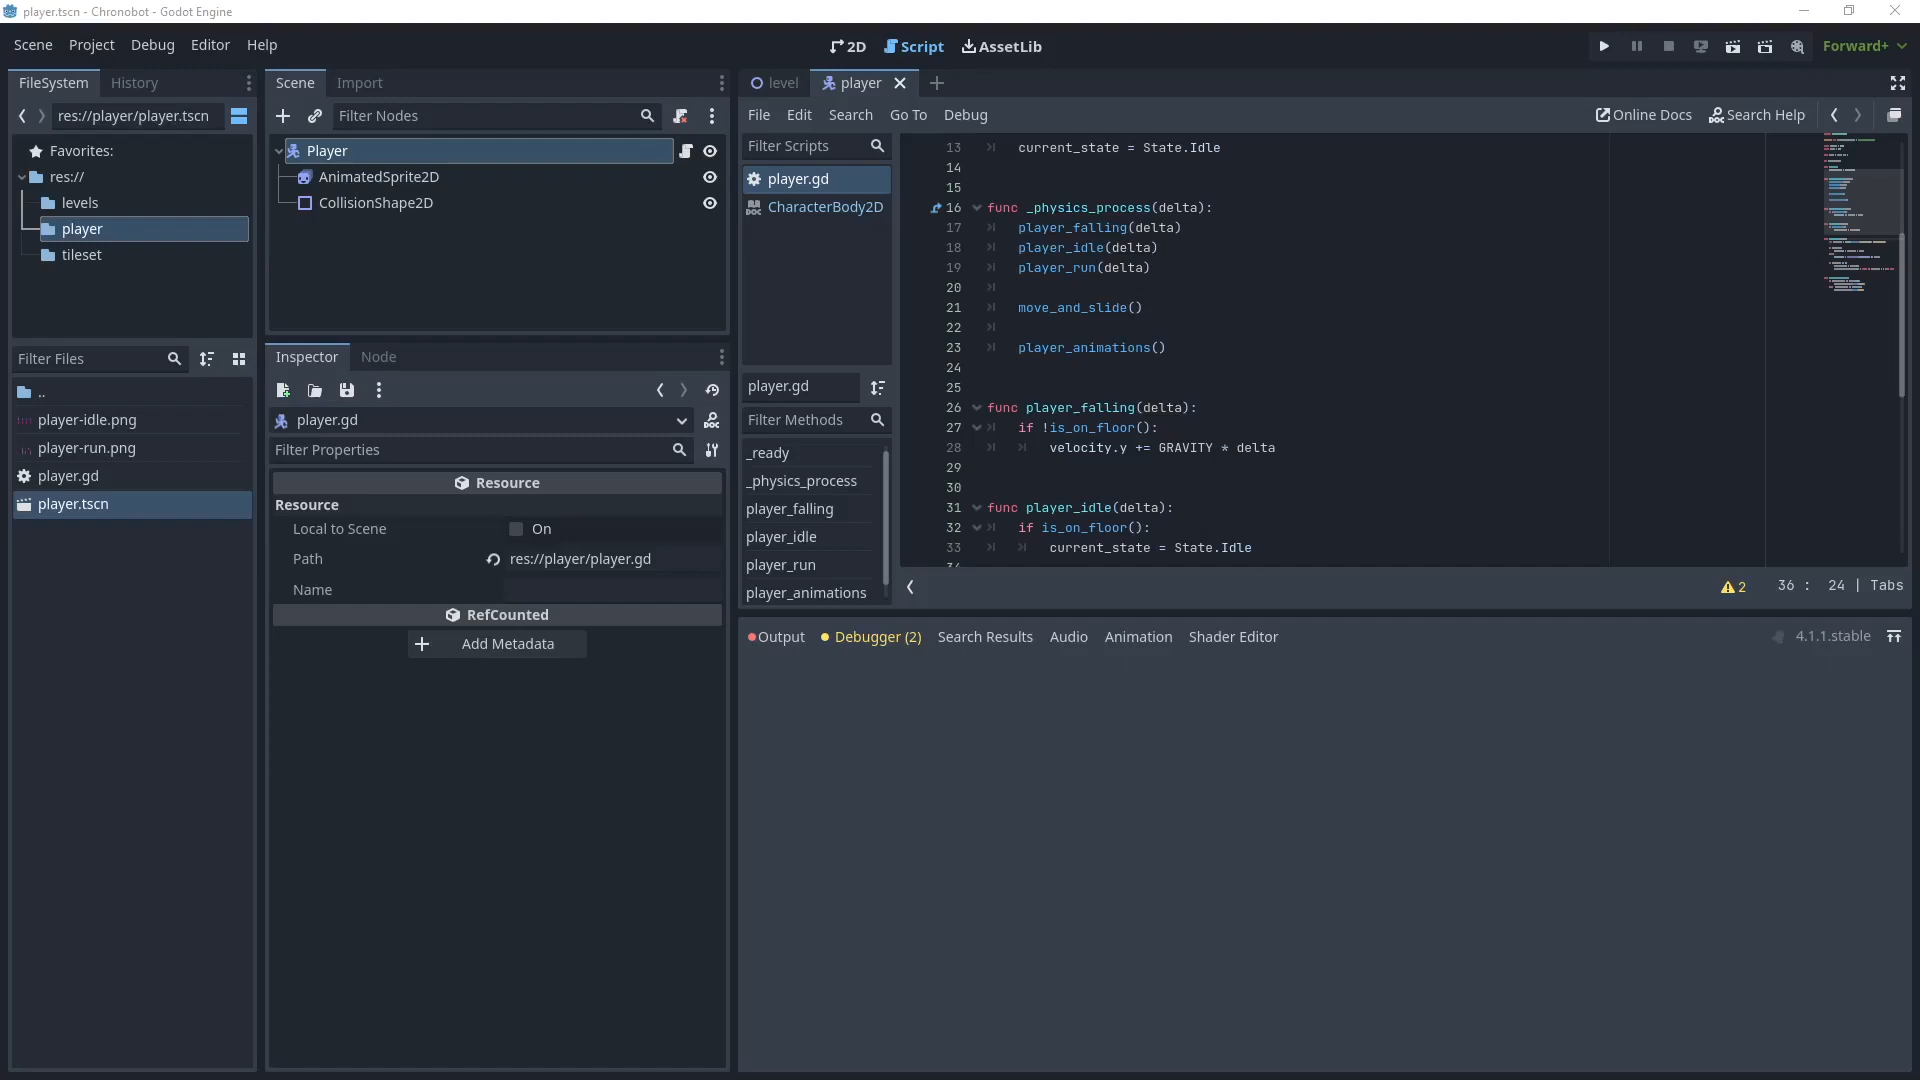 player.tscn - Chronobot - Godot Engine
Scene Project Debug Editor Help
2D Script AssetLib
Forward+
FileSystem History
res://player/player.tscn
Favorites:
res://
levels
player
tileset
Filter Files
..
player-idle.png
player-run.png
player.gd
player.tscn
Scene Import
Filter Nodes
Player
AnimatedSprite2D
CollisionShape2D
Inspector Node
player.gd
Filter Properties
Resource
Resource
Local to Scene On
Path res://player/player.gd
Name
RefCounted
Add Metadata
level player
File Edit Search Go To Debug
Online Docs Search Help
Filter Scripts
player.gd
CharacterBody2D
player.gd
Filter Methods
_ready
_physics_process
player_falling
player_idle
player_run
player_animations
13 current_state = State.Idle
14
15
16 func _physics_process(delta):
17 player_falling(delta)
18 player_idle(delta)
19 player_run(delta)
20
21 move_and_slide()
22
23 player_animations()
24
25
26 func player_falling(delta):
27 if !is_on_floor():
28 velocity.y += GRAVITY * delta
29
30
31 func player_idle(delta):
32 if is_on_floor():
33 current_state = State.Idle
2 36 : 24 | Tabs
Output Debugger (2) Search Results Audio Animation Shader Editor
4.1.1.stable